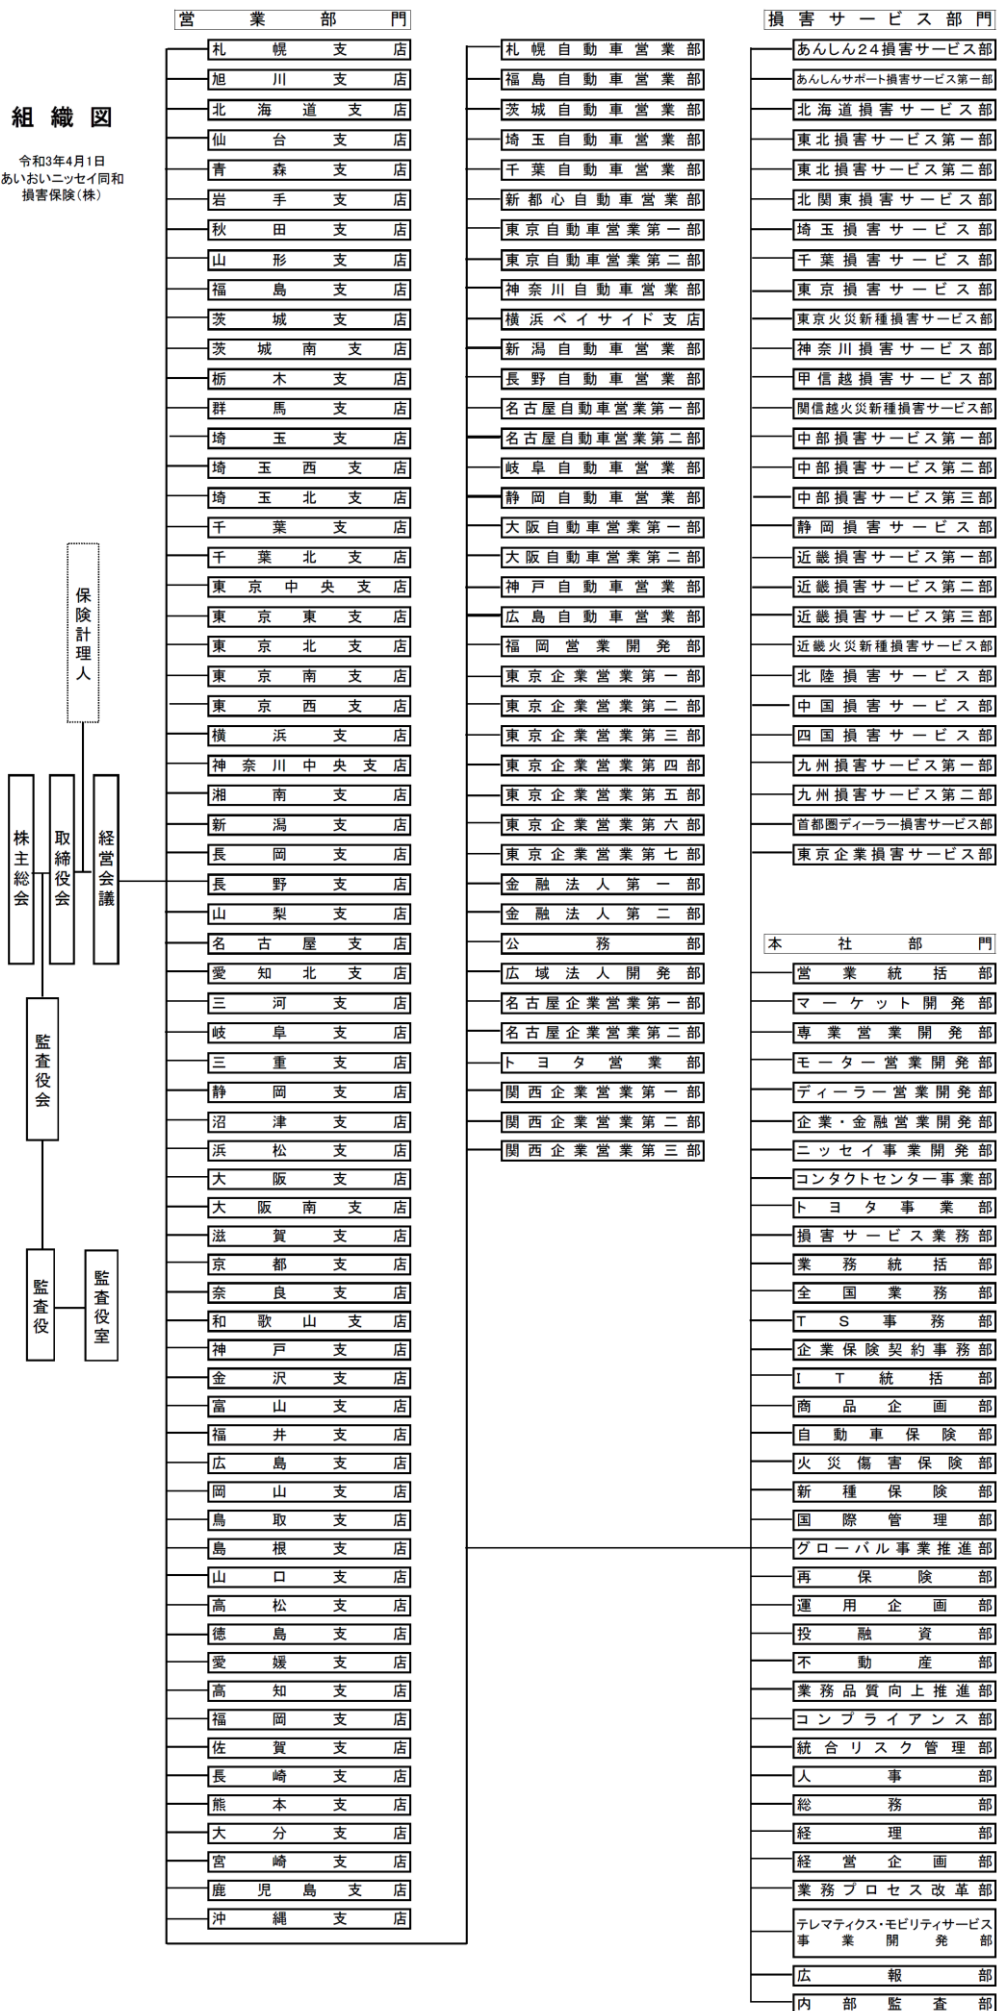 組織図
令和3年4月1日
あいおいニッセイ同和
損害保険(株)
保険計理人
株主総会
取締役会
経営会議
監査役会
監査役
監査役室
営業部門
札幌支店
旭川支店
北海道支店
仙台支店
青森支店
岩手支店
秋田支店
山形支店
福島支店
茨城支店
茨城南支店
栃木支店
群馬支店
埼玉支店
埼玉西支店
埼玉北支店
千葉支店
千葉北支店
東京中央支店
東京東支店
東京北支店
東京南支店
東京西支店
横浜支店
神奈川中央支店
湘南支店
新潟支店
長岡支店
長野支店
山梨支店
名古屋支店
愛知北支店
三河支店
岐阜支店
三重支店
静岡支店
沼津支店
浜松支店
大阪支店
大阪南支店
滋賀支店
京都支店
奈良支店
和歌山支店
神戸支店
金沢支店
富山支店
福井支店
広島支店
岡山支店
鳥取支店
島根支店
山口支店
高松支店
徳島支店
愛媛支店
高知支店
福岡支店
佐賀支店
長崎支店
熊本支店
大分支店
宮崎支店
鹿児島支店
沖縄支店
札幌自動車営業部
福島自動車営業部
茨城自動車営業部
埼玉自動車営業部
千葉自動車営業部
新都心自動車営業部
東京自動車営業第一部
東京自動車営業第二部
神奈川自動車営業部
横浜ベイサイド支店
新潟自動車営業部
長野自動車営業部
名古屋自動車営業第一部
名古屋自動車営業第二部
岐阜自動車営業部
静岡自動車営業部
大阪自動車営業第一部
大阪自動車営業第二部
神戸自動車営業部
広島自動車営業部
福岡営業開発部
東京企業営業第一部
東京企業営業第二部
東京企業営業第三部
東京企業営業第四部
東京企業営業第五部
東京企業営業第六部
東京企業営業第七部
金融法人第一部
金融法人第二部
公務部
広域法人開発部
名古屋企業営業第一部
名古屋企業営業第二部
トヨタ営業部
関西企業営業第一部
関西企業営業第二部
関西企業営業第三部
損害サービス部門
あんしん24損害サービス部
あんしんサポート損害サービス第一部
北海道損害サービス部
東北損害サービス第一部
東北損害サービス第二部
北関東損害サービス部
埼玉損害サービス部
千葉損害サービス部
東京損害サービス部
東京火災新種損害サービス部
神奈川損害サービス部
甲信越損害サービス部
関信越火災新種損害サービス部
中部損害サービス第一部
中部損害サービス第二部
中部損害サービス第三部
静岡損害サービス部
近畿損害サービス第一部
近畿損害サービス第二部
近畿損害サービス第三部
近畿火災新種損害サービス部
北陸損害サービス部
中国損害サービス部
四国損害サービス部
九州損害サービス第一部
九州損害サービス第二部
首都圏ディーラー損害サービス部
東京企業損害サービス部
本社部門
営業統括部
マーケット開発部
専業営業開発部
モーター営業開発部
ディーラー営業開発部
企業・金融営業開発部
ニッセイ事業開発部
コンタクトセンター事業部
トヨタ事業部
損害サービス業務部
業務統括部
全国業務部
TS事務部
企業保険契約事務部
IT統括部
商品企画部
自動車保険部
火災傷害保険部
新種保険部
国際管理部
グローバル事業推進部
再保険部
運用企画部
投融資部
不動産部
業務品質向上推進部
コンプライアンス部
統合リスク管理部
人事部
総務部
経理部
経営企画部
業務プロセス改革部
テレマティクス・モビリティサービス
事業開発部
広報部
内部監査部